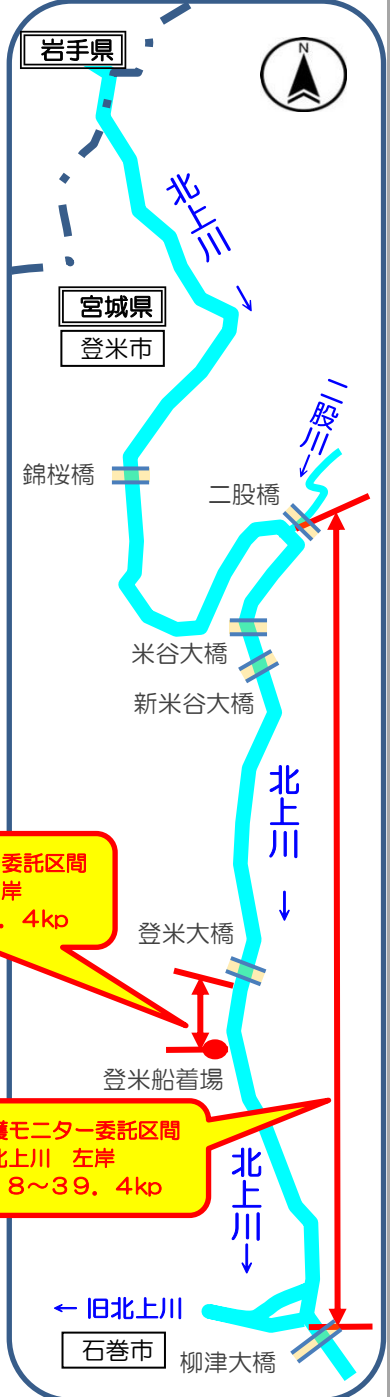 岩手県
N
北上川
↓
宮城県
登米市
二股川
↓
錦桜橋
二股橋
米谷大橋
新米谷大橋
北上川
↓
委託区間
岸
４kp
登米大橋
登米船着場
モニター委託区間
北上川　左岸
８～３９．４kp
北上川
↓
← 旧北上川
石巻市
柳津大橋